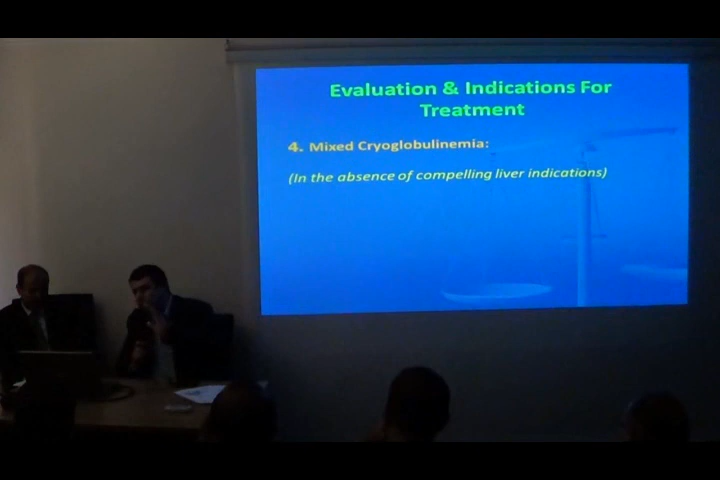 Evaluation & Indications For
Treatment
4. Mixed Cryoglobulinemia:
(In the absence of compelling liver indications)